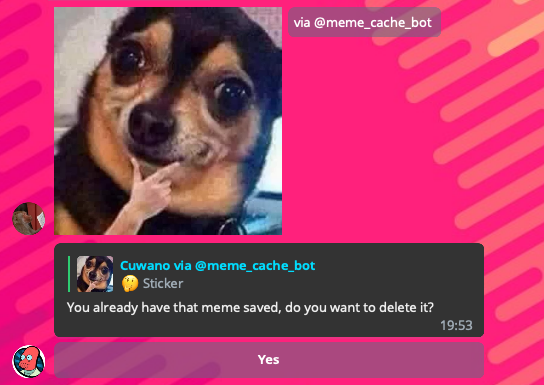 via @meme_cache_bot
Cuwano via @meme_cache_bot
🤔 Sticker
You already have that meme saved, do you want to delete it?
19:53
Yes